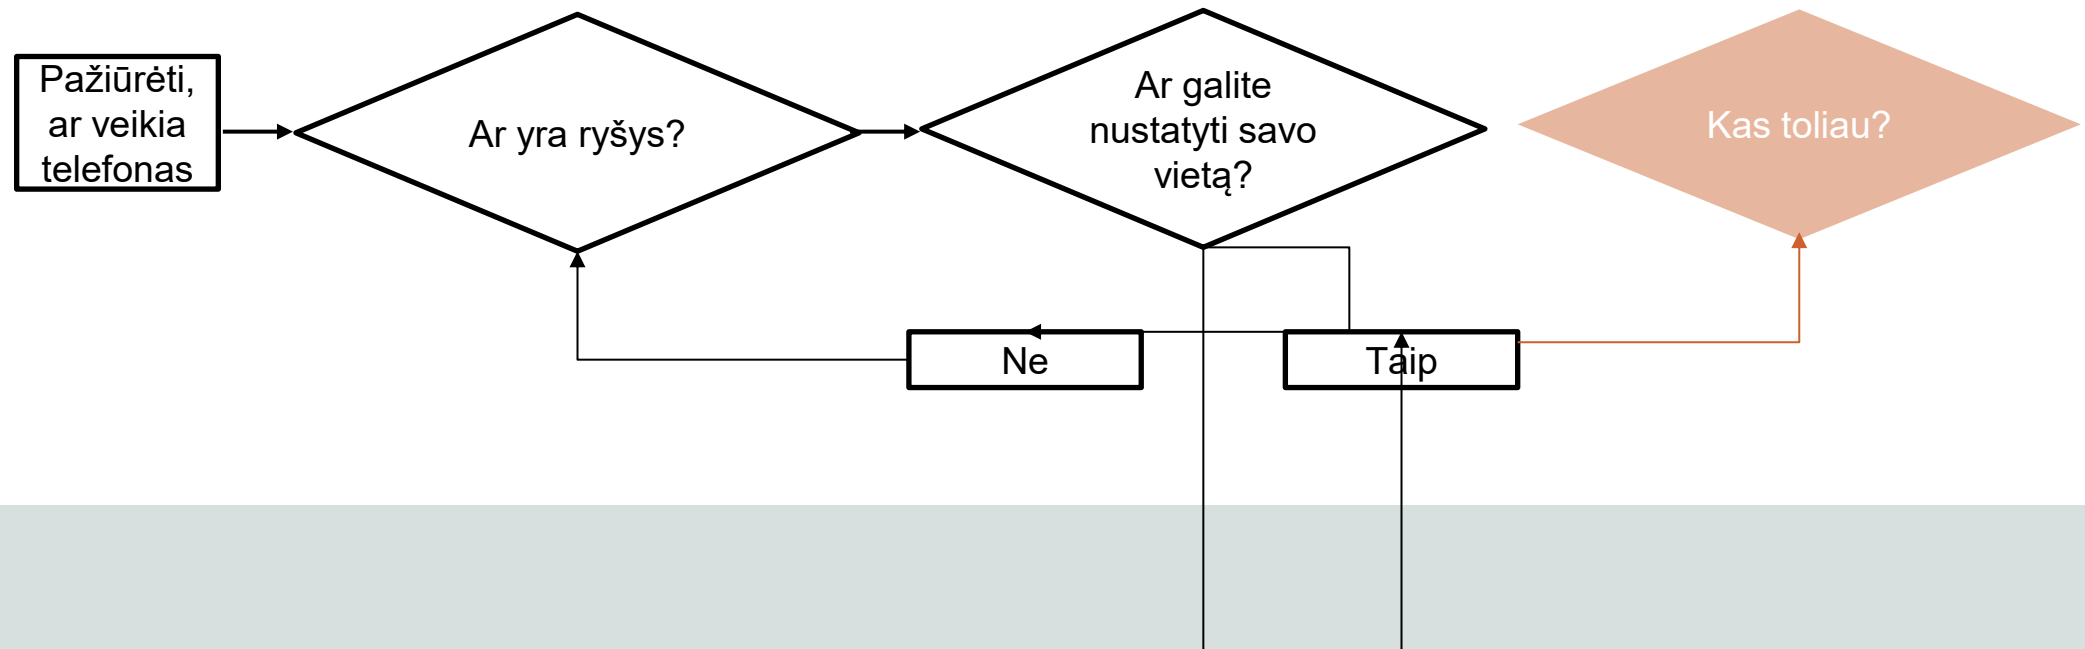 Pažiūrėti,
ar veikia
telefonas
Ar yra ryšys?
Ar galite
nustatyti savo
vietą?
Kas toliau?
Ne
Taip